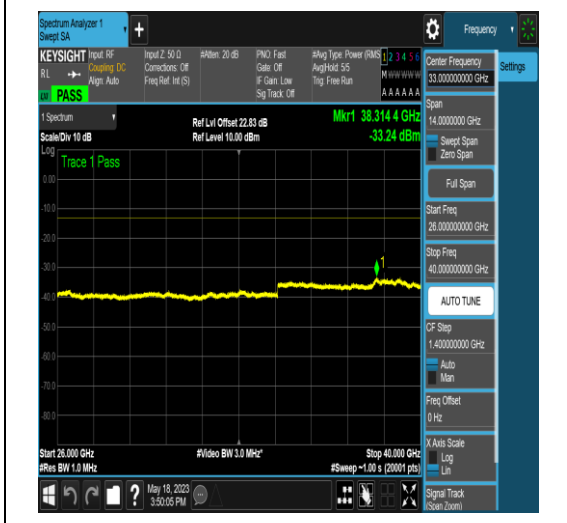 Spectrum Analyzer 1
Swept SA
+
Frequency
KEYSIGHT
RL
PASS
Input: RF
Coupling: DC
Align: Auto
Input Z: 50 Ω
Corrections: Off
Freq Ref: Int (S)
#Atten: 20 dB
PNO: Fast
Gate: Off
IF Gain: Low
Sig Track: Off
#Avg Type: Power (RMS
Avg|Hold: 5/5
Trig: Free Run
1 2 3 4 5 6
M W W W W W
A A A A A A
1 Spectrum
Scale/Div 10 dB
Ref Lvl Offset 22.83 dB
Ref Level 10.00 dBm
Mkr1 38.314 4 GHz
-33.24 dBm
Log
Trace 1 Pass
0.00
-10.0
-20.0
-30.0
-40.0
-50.0
-60.0
-70.0
-80.0
1
Start 26.000 GHz
#Res BW 1.0 MHz
#Video BW 3.0 MHz*
Stop 40.000 GHz
#Sweep ~1.00 s (20001 pts)
May 18, 2023
3:50:05 PM
Center Frequency
33.000000000 GHz
Span
14.0000000 GHz
Swept Span
Zero Span
Full Span
Start Freq
26.000000000 GHz
Stop Freq
40.000000000 GHz
AUTO TUNE
CF Step
1.400000000 GHz
Auto
Man
Freq Offset
0 Hz
X Axis Scale
Log
Lin
Signal Track
(Span Zoom)
Settings